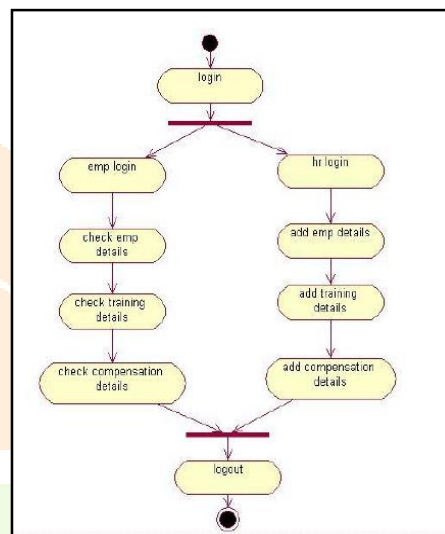 login
emp login
hr login
check emp
details
add emp details
check training
details
add training
details
check compensation
details
add compensation
details
logout